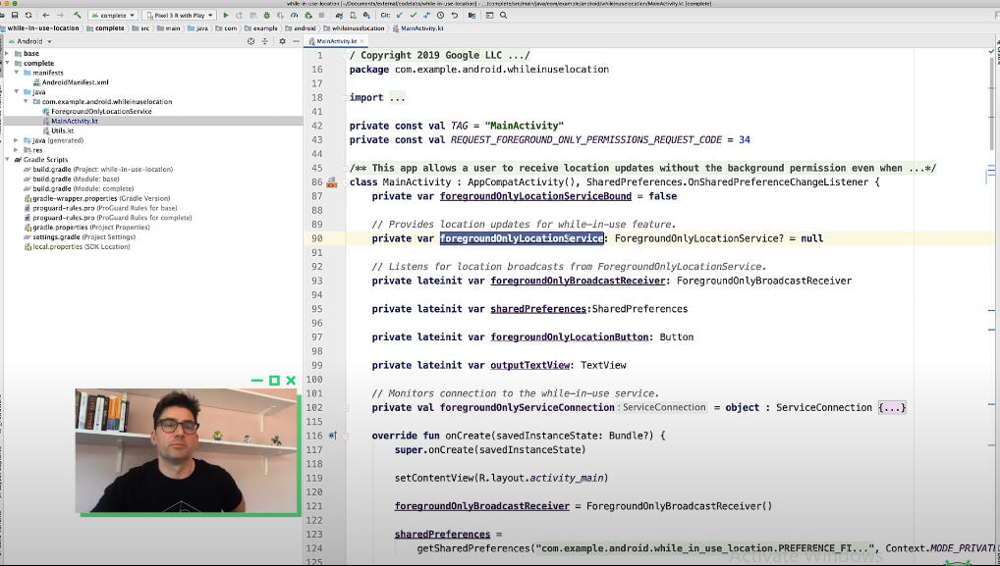 while-in-use-location [~/Documents/external/codelabs/while-in-use-location] - .../complete/src/main/java/com/example/android/whileinuselocation/MainActivity.kt [complete]
complete
Pixel 3 R with Play
Git:
while-in-use-location
complete
src
main
java
com
example
android
whileinuselocation
MainActivity.kt
Android
MainActivity.kt
base
complete
manifests
AndroidManifest.xml
java
com.example.android.whileinuselocation
ForegroundOnlyLocationService
MainActivity.kt
Utils.kt
java (generated)
res
Gradle Scripts
build.gradle (Project: while-in-use-location)
build.gradle (Module: base)
build.gradle (Module: complete)
gradle-wrapper.properties (Gradle Version)
proguard-rules.pro (ProGuard Rules for base)
proguard-rules.pro (ProGuard Rules for complete)
gradle.properties (Project Properties)
settings.gradle (Project Settings)
local.properties (SDK Location)
1 / Copyright 2019 Google LLC .../
16 package com.example.android.whileinuselocation
17
18 import ...
41
42 private const val TAG = "MainActivity"
43 private const val REQUEST_FOREGROUND_ONLY_PERMISSIONS_REQUEST_CODE = 34
44
45 /** This app allows a user to receive location updates without the background permission even when ...*/
86 class MainActivity : AppCompatActivity(), SharedPreferences.OnSharedPreferenceChangeListener {
87 private var foregroundOnlyLocationServiceBound = false
88
89 // Provides location updates for while-in-use feature.
90 private var foregroundOnlyLocationService: ForegroundOnlyLocationService? = null
91
92 // Listens for location broadcasts from ForegroundOnlyLocationService.
93 private lateinit var foregroundOnlyBroadcastReceiver: ForegroundOnlyBroadcastReceiver
94
95 private lateinit var sharedPreferences:SharedPreferences
96
97 private lateinit var foregroundOnlyLocationButton: Button
98
99 private lateinit var outputTextView: TextView
100
101 // Monitors connection to the while-in-use service.
102 private val foregroundOnlyServiceConnection : ServiceConnection = object : ServiceConnection {...}
115
116 override fun onCreate(savedInstanceState: Bundle?) {
117 super.onCreate(savedInstanceState)
118
119 setContentView(R.layout.activity_main)
120
121 foregroundOnlyBroadcastReceiver = ForegroundOnlyBroadcastReceiver()
122
123 sharedPreferences =
124 getSharedPreferences("com.example.android.while_in_use_location.PREFERENCE_FI...", Context.MODE_PRIVAT
125
Activate Windows